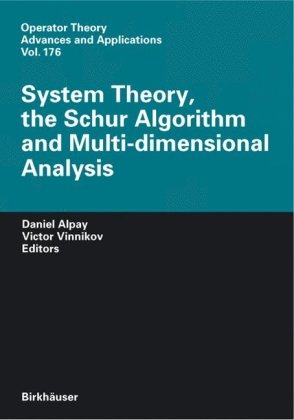 Operator Theory
Advances and Applications
Vol. 176
System Theory,
the Schur Algorithm
and Multi-dimensional
Analysis
Daniel Alpay
Victor Vinnikov
Editors
Birkhäuser